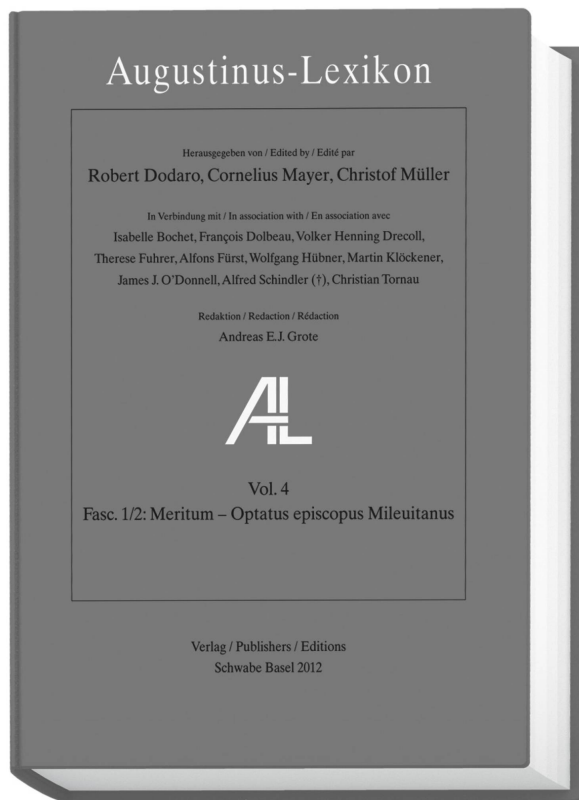 Augustinus-Lexikon
Herausgegeben von / Edited by / Edité par
Robert Dodaro, Cornelius Mayer, Christof Müller
In Verbindung mit / In association with / En association avec
Isabelle Bochet, François Dolbeau, Volker Henning Drecoll,
Therese Fuhrer, Alfons Fürst, Wolfgang Hübner, Martin Klöckener,
James J. O'Donnell, Alfred Schindler (†), Christian Tornau
Redaktion / Redaction / Rédaction
Andreas E.J. Grote
AL
Vol. 4
Fasc. 1/2: Meritum – Optatus episcopus Mileuitanus
Verlag / Publishers / Editions
Schwabe Basel 2012